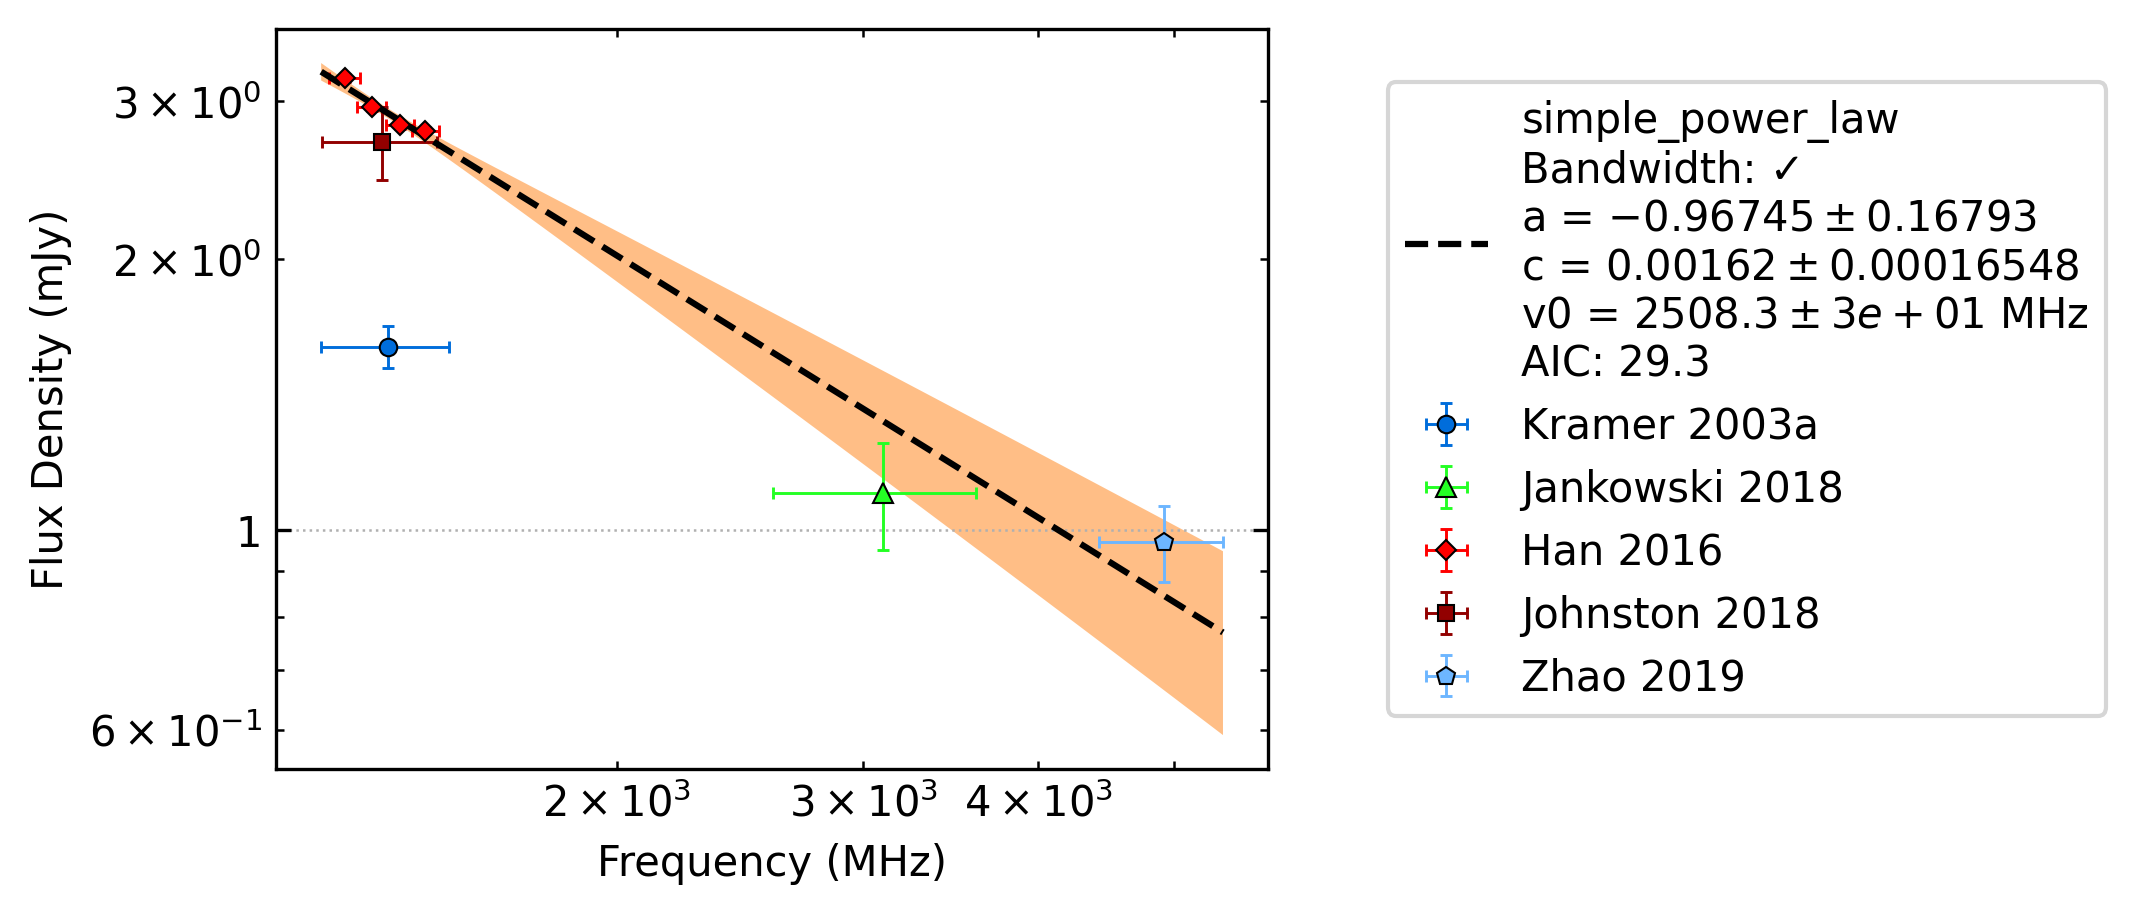 3 × 10⁰
2 × 10⁰
1
6 × 10⁻¹
Flux Density (mJy)
2 × 10³
3 × 10³
4 × 10³
Frequency (MHz)
simple_power_law
Bandwidth: ✓
a = −0.96745 ± 0.16793
c = 0.00162 ± 0.00016548
v0 = 2508.3 ± 3e + 01 MHz
AIC: 29.3
Kramer 2003a
Jankowski 2018
Han 2016
Johnston 2018
Zhao 2019